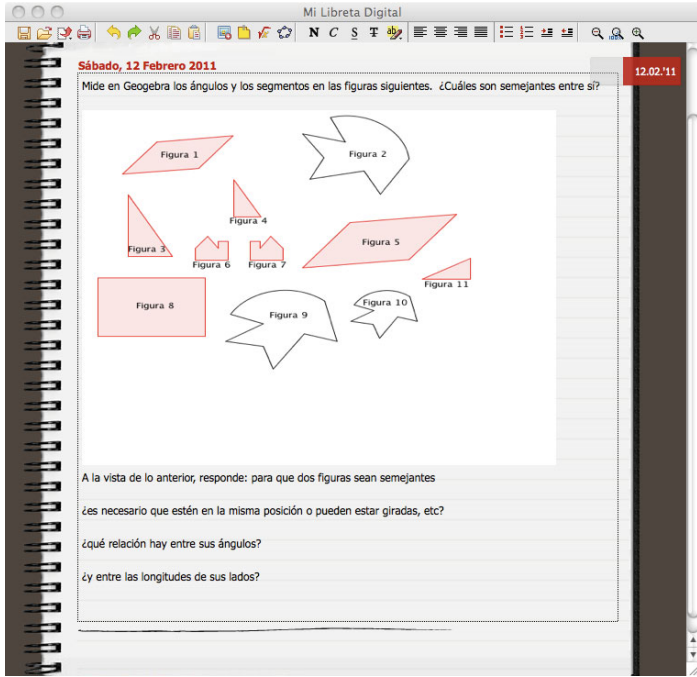 Mi Libreta Digital
N C S T ab
100%
Sábado, 12 Febrero 2011
12.02.'11
Mide en Geogebra los ángulos y los segmentos en las figuras siguientes. ¿Cuáles son semejantes entre sí?
Figura 1
Figura 2
Figura 3
Figura 4
Figura 5
Figura 6
Figura 7
Figura 8
Figura 9
Figura 10
Figura 11
A la vista de lo anterior, responde: para que dos figuras sean semejantes
¿es necesario que estén en la misma posición o pueden estar giradas, etc?
¿qué relación hay entre sus ángulos?
¿y entre las longitudes de sus lados?